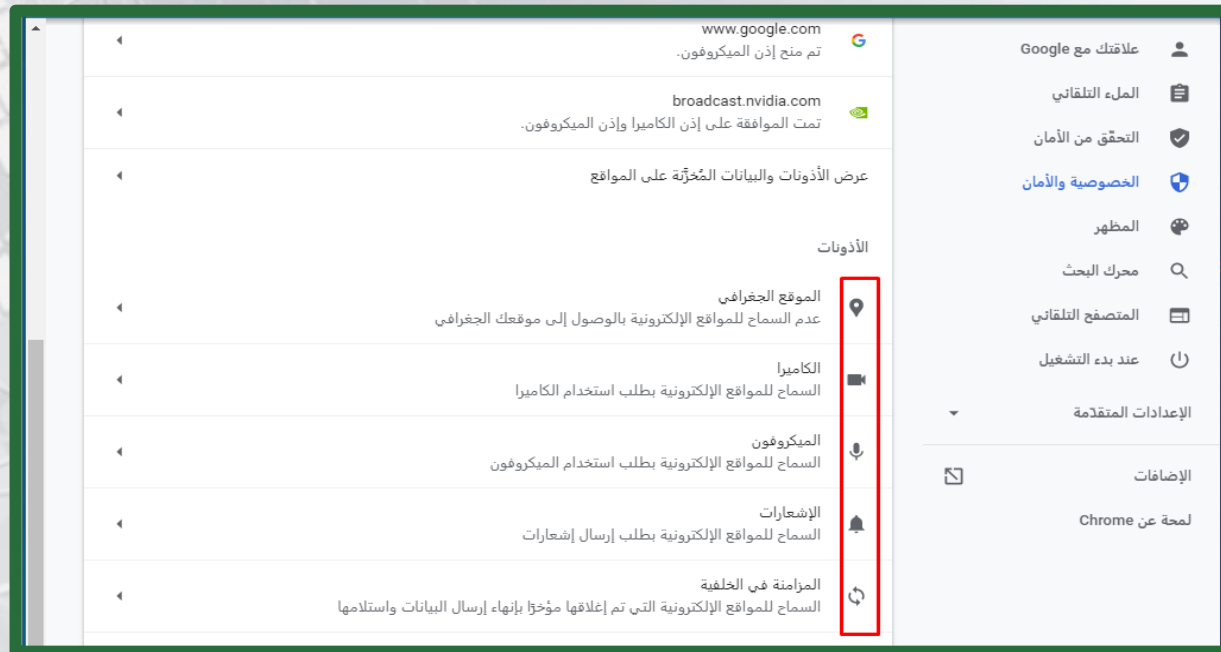 علاقتك مع Google
الملء التلقائي
التحقّق من الأمان
الخصوصية والأمان
المظهر
محرك البحث
المتصفح التلقائي
عند بدء التشغيل
الإعدادات المتقدّمة
الإضافات
لمحة عن Chrome
www.google.com
تم منح إذن الميكروفون.
broadcast.nvidia.com
تمت الموافقة على إذن الكاميرا وإذن الميكروفون.
عرض الأذونات والبيانات المُخزَّنة على المواقع
الأذونات
الموقع الجغرافي
عدم السماح للمواقع الإلكترونية بالوصول إلى موقعك الجغرافي
الكاميرا
السماح للمواقع الإلكترونية بطلب استخدام الكاميرا
الميكروفون
السماح للمواقع الإلكترونية بطلب استخدام الميكروفون
الإشعارات
السماح للمواقع الإلكترونية بطلب إرسال إشعارات
المزامنة في الخلفية
السماح للمواقع الإلكترونية التي تم إغلاقها مؤخرًا بإنهاء إرسال البيانات واستلامها